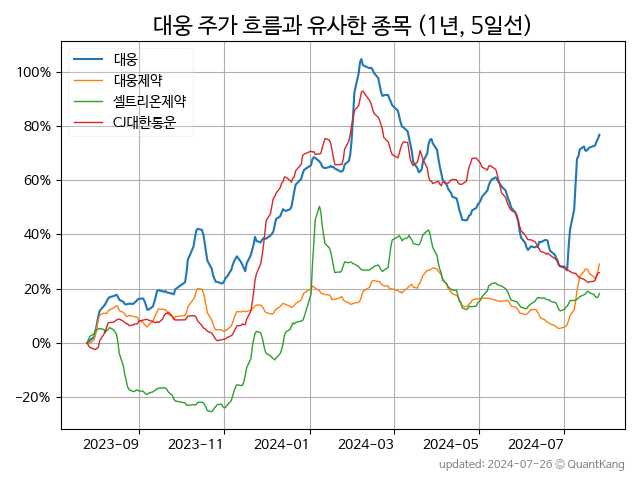 대웅 주가 흐름과 유사한 종목 (1년, 5일선)
대웅
대웅제약
셀트리온제약
CJ대한통운
100%
80%
60%
40%
20%
0%
−20%
2023−09
2023−11
2024−01
2024−03
2024−05
2024−07
updated: 2024-07-26 © QuantKang